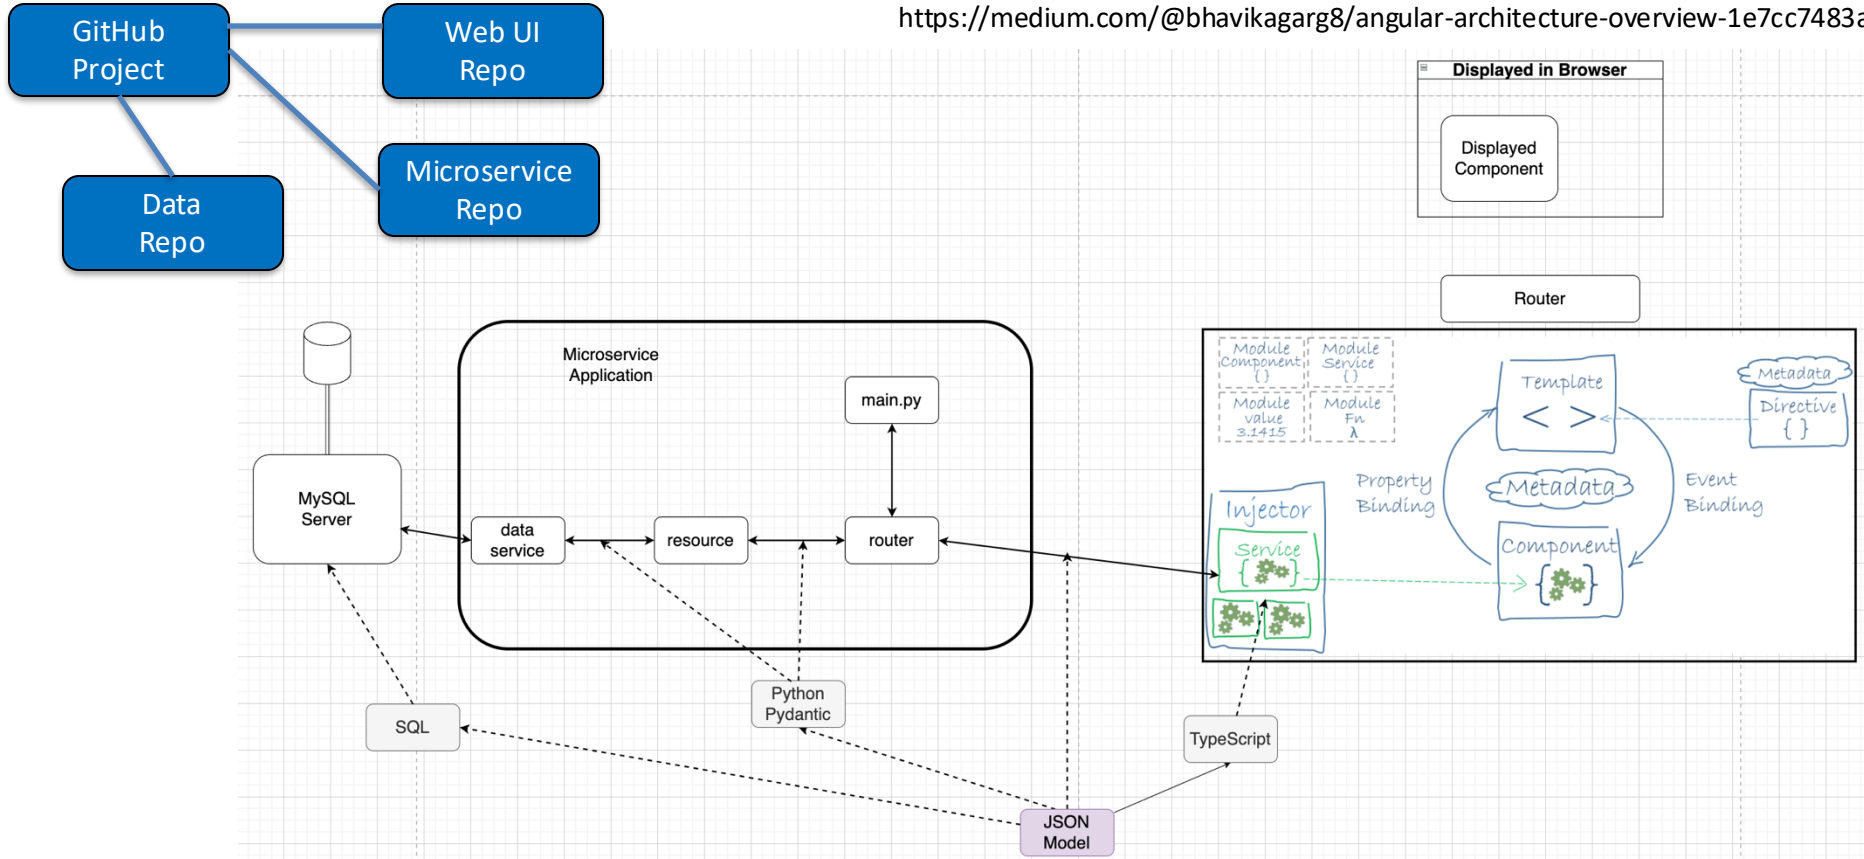 GitHub
Project
Web UI
Repo
https://medium.com/@bhavikagarg8/angular-architecture-overview-1e7cc7483a
Microservice
Repo
Data
Repo
Displayed in Browser
Displayed
Component
Router
Microservice
Application
main.py
MySQL
Server
data
service
resource
router
Module
Component
{ }
Module
Service
{ }
Module
value
3.1415
Module
Fn
λ
Template
< >
Metadata
Directive
{ }
Property
Binding
Metadata
Event
Binding
Injector
Service
{ }
Component
{ }
Python
Pydantic
SQL
TypeScript
JSON
Model